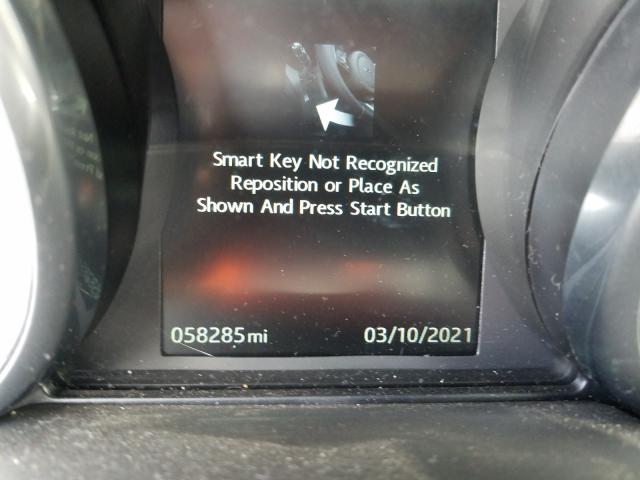 Smart Key Not Recognized
Reposition or Place As
Shown And Press Start Button
058285mi 03/10/2021